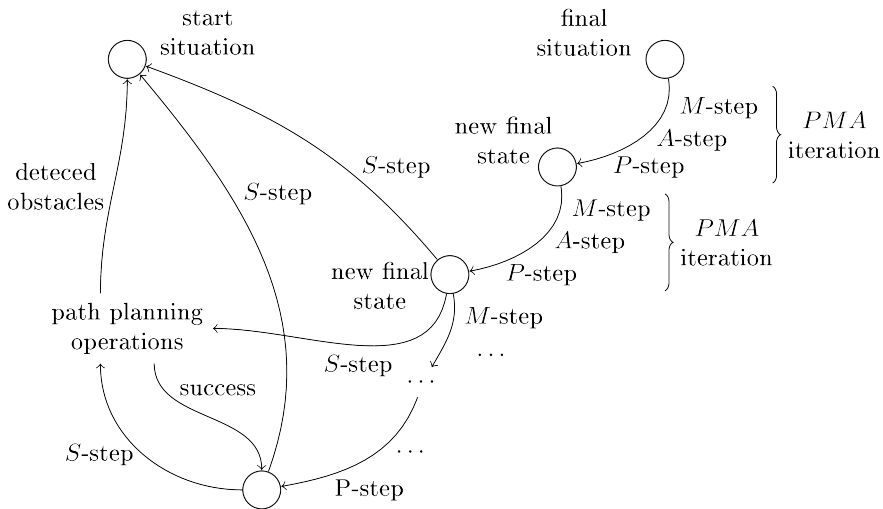 start
situation
final
situation
M-step
A-step
P-step
PMA
iteration
new final
state
S-step
deteced
obstacles
S-step
M-step
A-step
P-step
PMA
iteration
new final
state
path planning
operations
M-step
...
S-step
...
success
S-step
...
P-step